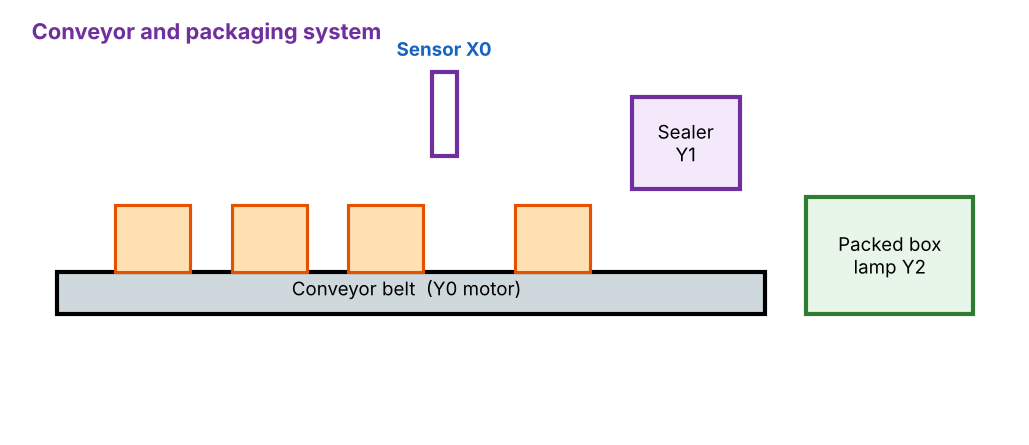 Conveyor and packaging system
Sensor X0
Sealer
Y1
Packed box
lamp Y2
Conveyor belt (Y0 motor)